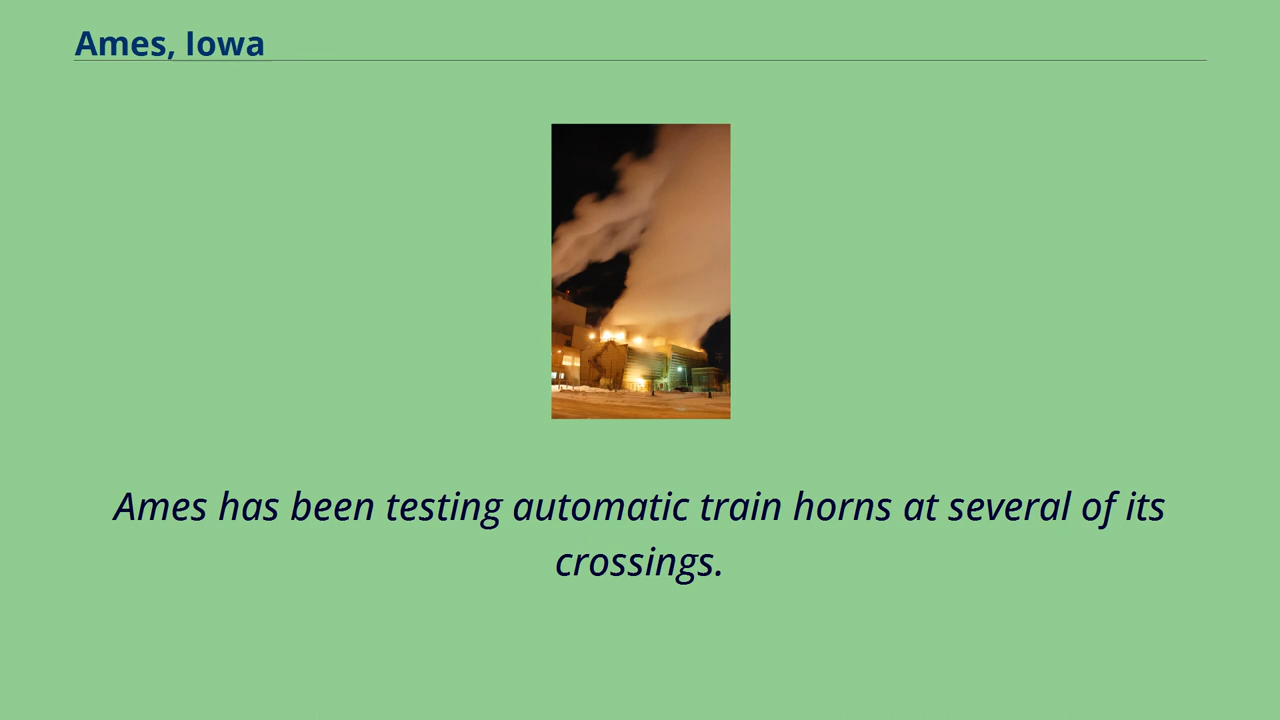 Ames, Iowa
Ames has been testing automatic train horns at several of its
crossings.